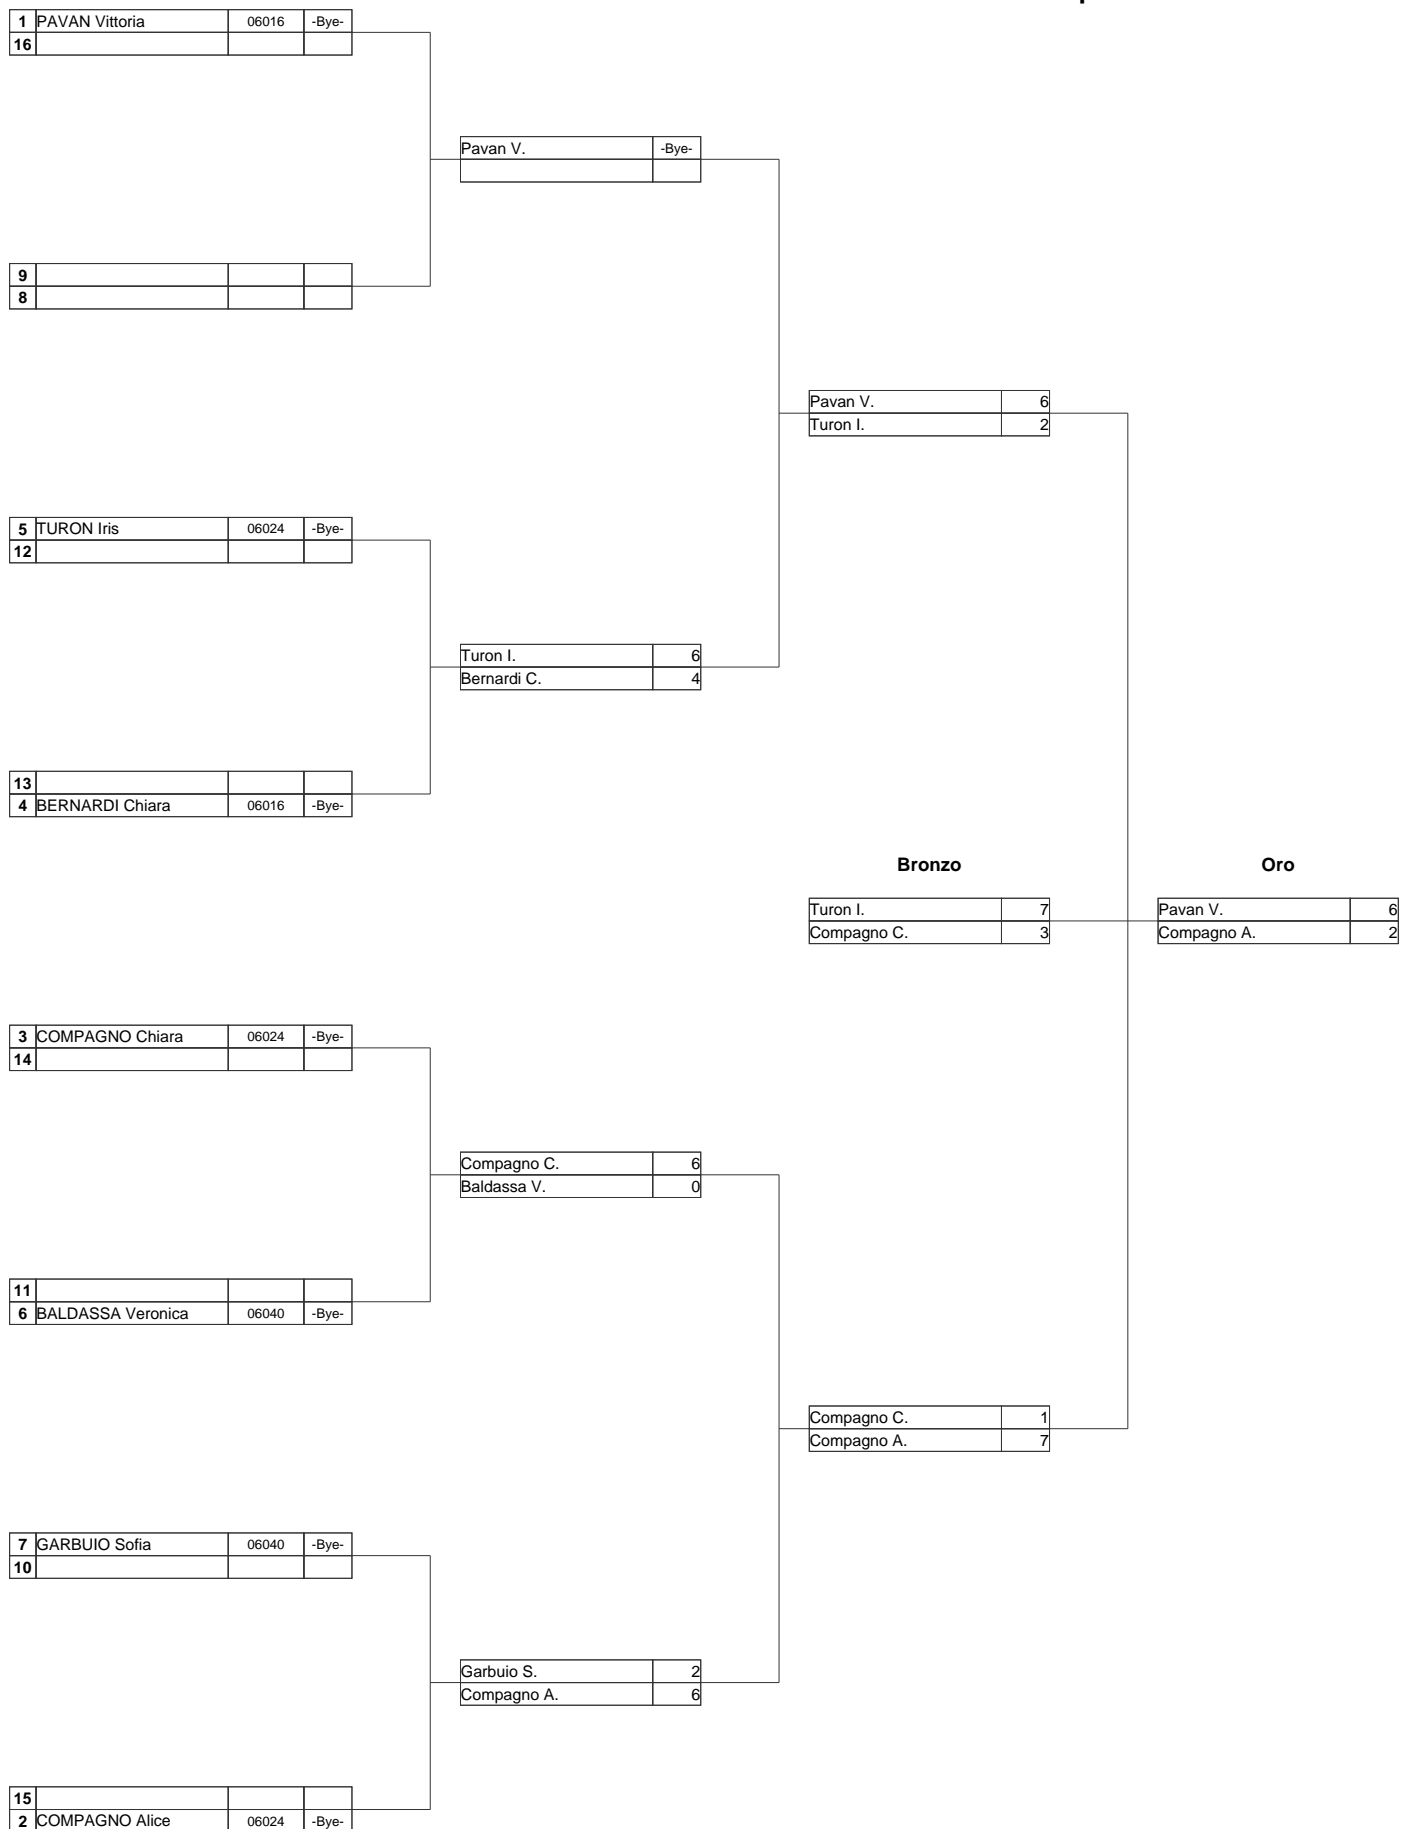 1 PAVAN Vittoria 06016 -Bye-
16
Pavan V. -Bye-
9
8
Pavan V. 6
Turon I. 2
5 TURON Iris 06024 -Bye-
12
Turon I. 6
Bernardi C. 4
13
4 BERNARDI Chiara 06016 -Bye-
Bronzo Oro
Turon I. 7 Pavan V. 6
Compagno C. 3 Compagno A. 2
3 COMPAGNO Chiara 06024 -Bye-
14
Compagno C. 6
Baldassa V. 0
11
6 BALDASSA Veronica 06040 -Bye-
Compagno C. 1
Compagno A. 7
7 GARBUIO Sofia 06040 -Bye-
10
Garbuio S. 2
Compagno A. 6
15
2 COMPAGNO Alice 06024 -Bye-